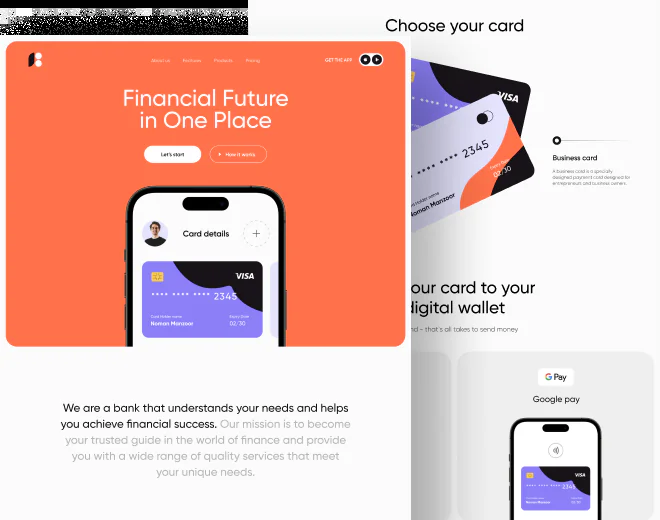 Choose your card
About us
Features
Products
Pricing
GET THE APP
Financial Future
in One Place
Let's start
How it works
Card details
VISA
2345
Card Holder name
Noman Manzoor
Expiry Date
02/30
We are a bank that understands your needs and helps
you achieve financial success. Our mission is to become
your trusted guide in the world of finance and provide
you with a wide range of quality services that meet
your unique needs.
VISA
2345
Expiry Date
02/30
Card Holder name
Noman Manzoor
Business card
A business card is a specially
designed payment card designed for
entrepreneurs and business owners.
our card to your
digital wallet
nd - that's all takes to send money
G Pay
Google pay
VISA
2345